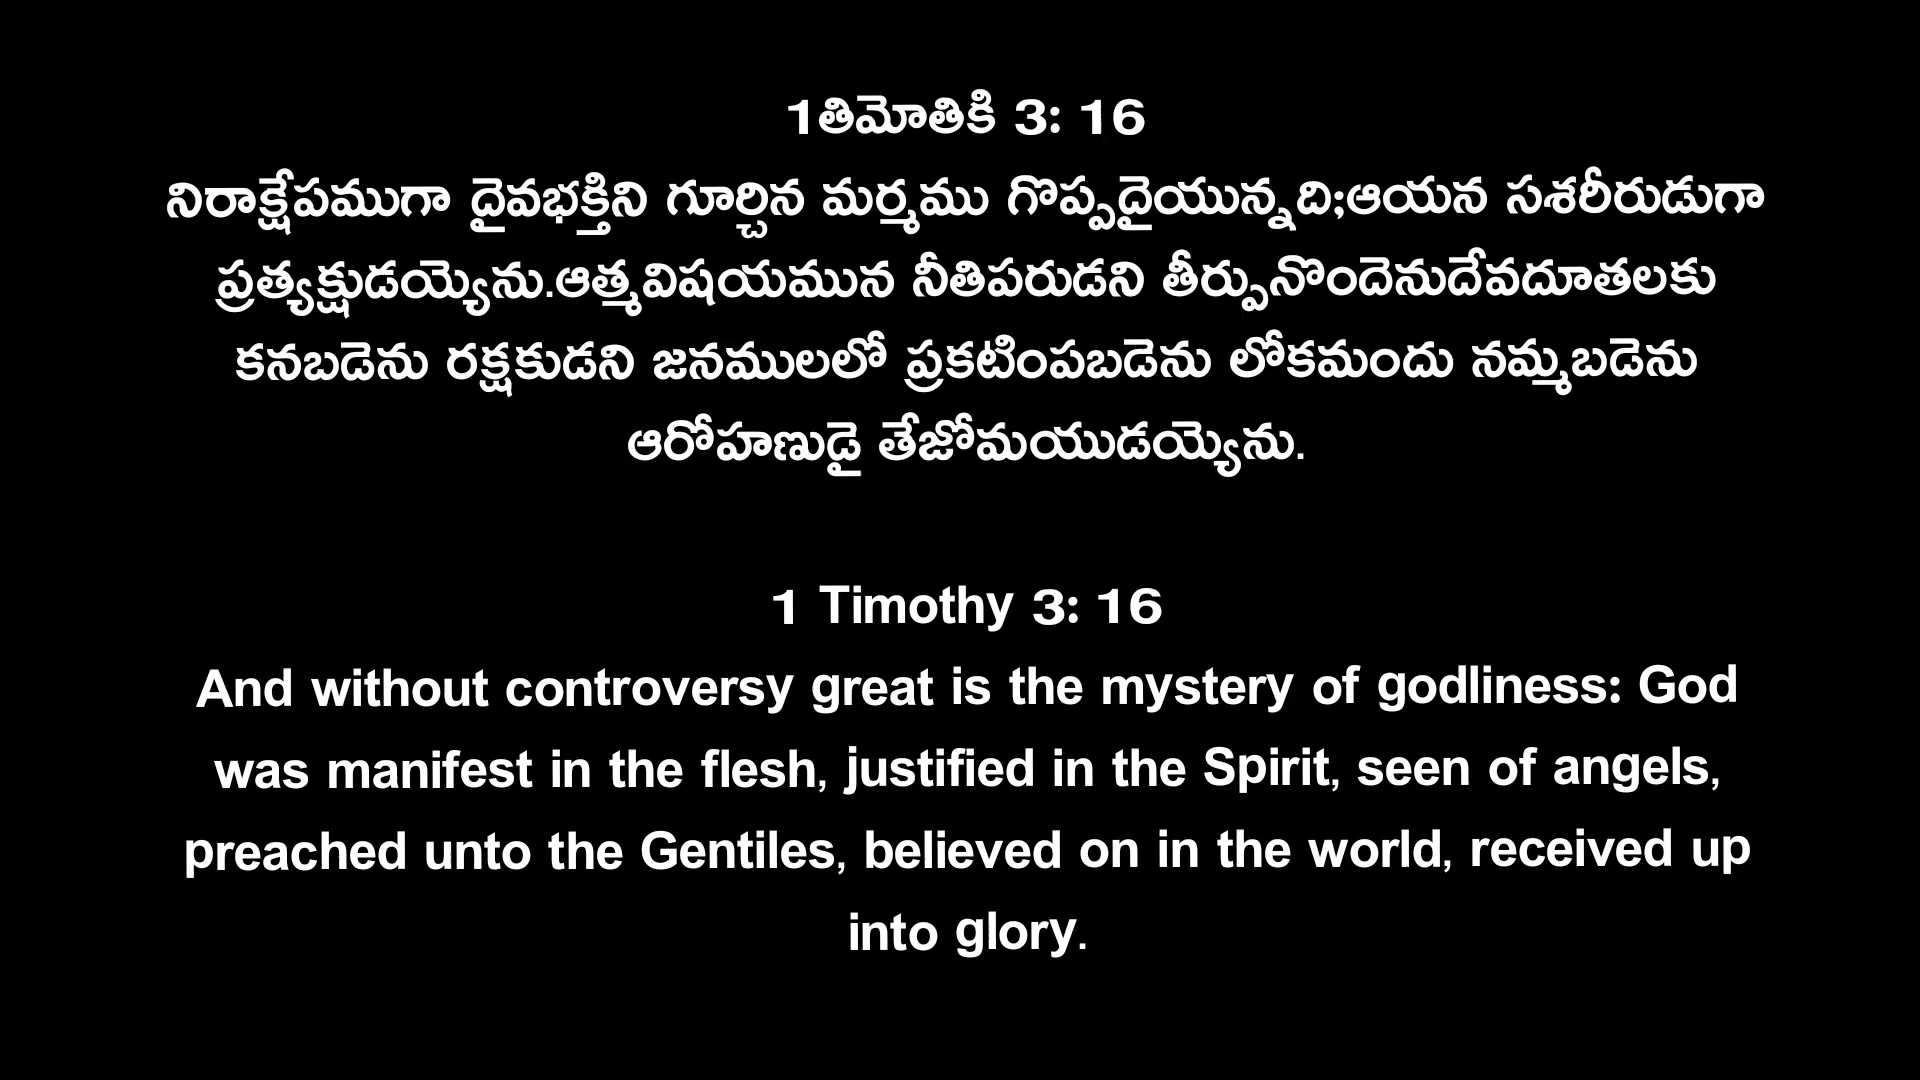 1తిమోతికి 3: 16
నిరాక్షేపముగా దైవభక్తిని గూర్చిన మర్మము గొప్పదైయున్నది;ఆయన సశరీరుడుగా
ప్రత్యక్షుడయ్యెను.ఆత్మవిషయమున నీతిపరుడని తీర్పునొందెనుదేవదూతలకు
కనబడెను రక్షకుడని జనములలో ప్రకటింపబడెను లోకమందు నమ్మబడెను
ఆరోహణుడై తేజోమయుడయ్యెను.
1 Timothy 3: 16
And without controversy great is the mystery of godliness: God
was manifest in the flesh, justified in the Spirit, seen of angels,
preached unto the Gentiles, believed on in the world, received up
into glory.